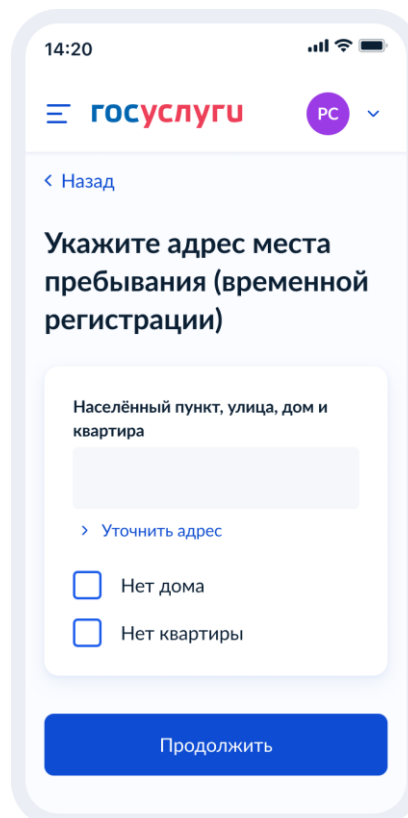 14:20
госуслуги
РС
Назад
Укажите адрес места
пребывания (временной
регистрации)
Населённый пункт, улица, дом и
квартира
Уточнить адрес
Нет дома
Нет квартиры
Продолжить